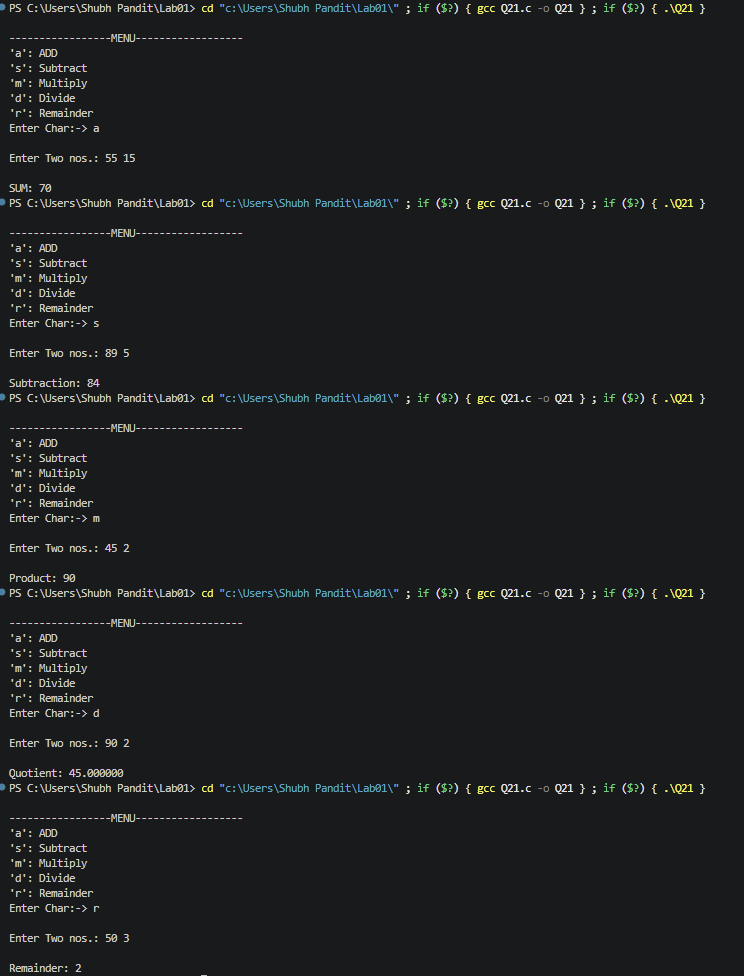 PS C:\Users\Shubh Pandit\Lab01> cd "c:\Users\Shubh Pandit\Lab01\" ; if ($?) { gcc Q21.c -o Q21 } ; if ($?) { .\Q21 }
-----------------MENU------------------
'a': ADD
's': Subtract
'm': Multiply
'd': Divide
'r': Remainder
Enter Char:-> a
Enter Two nos.: 55 15
SUM: 70
PS C:\Users\Shubh Pandit\Lab01> cd "c:\Users\Shubh Pandit\Lab01\" ; if ($?) { gcc Q21.c -o Q21 } ; if ($?) { .\Q21 }
-----------------MENU------------------
'a': ADD
's': Subtract
'm': Multiply
'd': Divide
'r': Remainder
Enter Char:-> s
Enter Two nos.: 89 5
Subtraction: 84
PS C:\Users\Shubh Pandit\Lab01> cd "c:\Users\Shubh Pandit\Lab01\" ; if ($?) { gcc Q21.c -o Q21 } ; if ($?) { .\Q21 }
-----------------MENU------------------
'a': ADD
's': Subtract
'm': Multiply
'd': Divide
'r': Remainder
Enter Char:-> m
Enter Two nos.: 45 2
Product: 90
PS C:\Users\Shubh Pandit\Lab01> cd "c:\Users\Shubh Pandit\Lab01\" ; if ($?) { gcc Q21.c -o Q21 } ; if ($?) { .\Q21 }
-----------------MENU------------------
'a': ADD
's': Subtract
'm': Multiply
'd': Divide
'r': Remainder
Enter Char:-> d
Enter Two nos.: 90 2
Quotient: 45.000000
PS C:\Users\Shubh Pandit\Lab01> cd "c:\Users\Shubh Pandit\Lab01\" ; if ($?) { gcc Q21.c -o Q21 } ; if ($?) { .\Q21 }
-----------------MENU------------------
'a': ADD
's': Subtract
'm': Multiply
'd': Divide
'r': Remainder
Enter Char:-> r
Enter Two nos.: 50 3
Remainder: 2